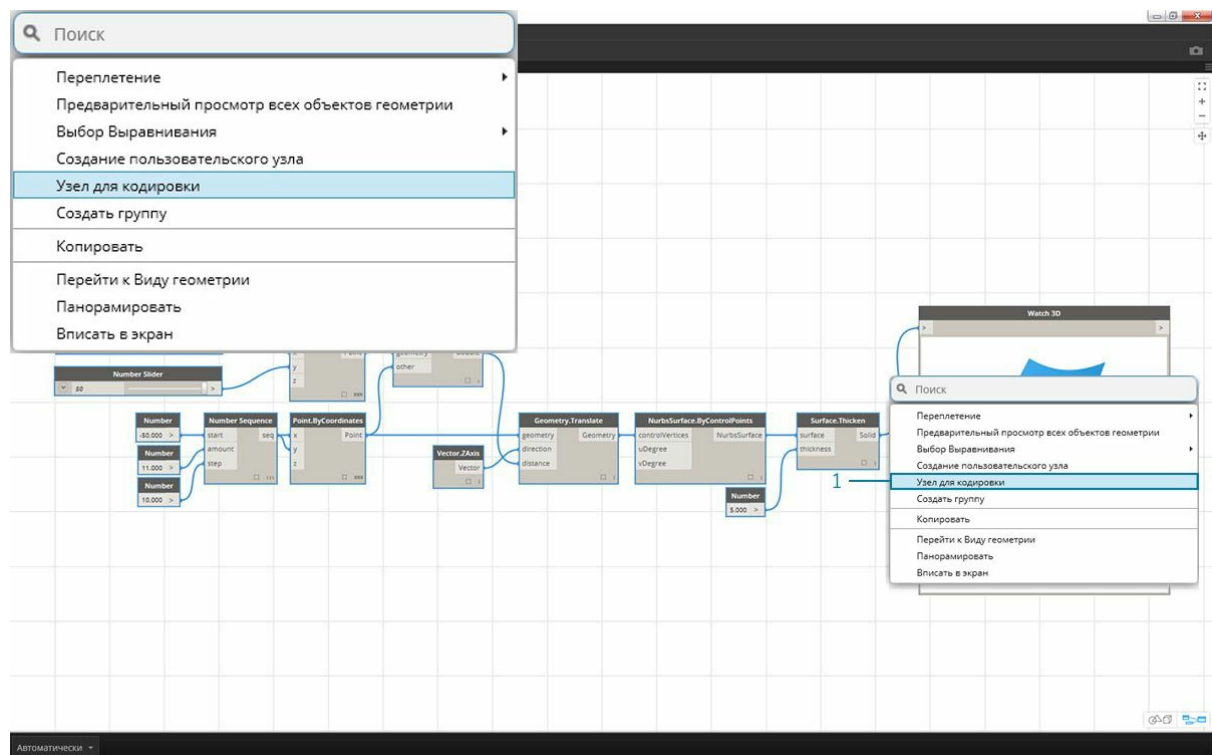 Поиск
Переплетение
Предварительный просмотр всех объектов геометрии
Выбор Выравнивания
Создание пользовательского узла
Узел для кодировки
Создать группу
Копировать
Перейти к Виду геометрии
Панорамировать
Вписать в экран
Number Slider
60
>
y
z
other
xxx
Number
-50.000 >
Number
11.000 >
Number
10.000 >
Number Sequence
start seq
amount
step
Point.ByCoordinates
x Point
y
z
xxx
Vector.ZAxis
Vector
Geometry.Translate
geometry Geometry
direction
distance
NurbsSurface.ByControlPoints
controlVertices NurbsSurface
uDegree
vDegree
Number
5.000 >
Surface.Thicken
surface Solid
thickness
Watch 3D
> >
Поиск
Переплетение
Предварительный просмотр всех объектов геометрии
Выбор Выравнивания
Создание пользовательского узла
1
Узел для кодировки
Создать группу
Копировать
Перейти к Виду геометрии
Панорамировать
Вписать в экран
Автоматически